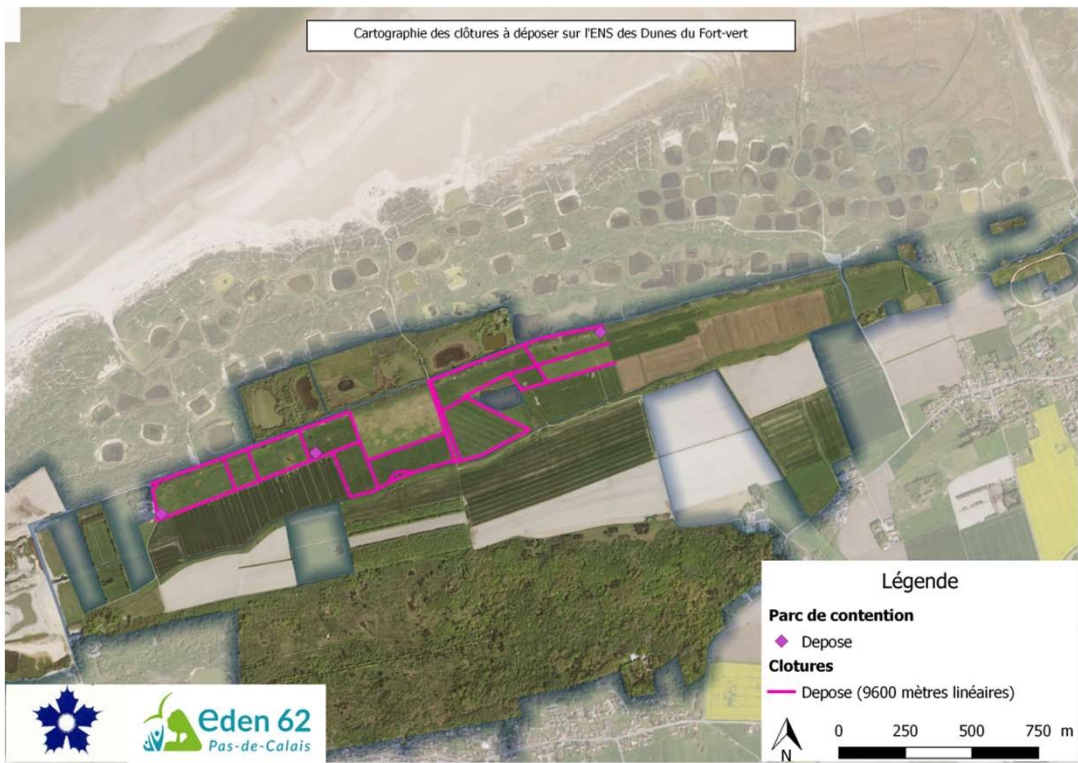 Cartographie des clôtures à déposer sur l'ENS des Dunes du Fort-vert
Légende
Parc de contention
Depose
Clotures
Depose (9600 mètres linéaires)
0 250 500 750 m
N
eden 62
Pas-de-Calais